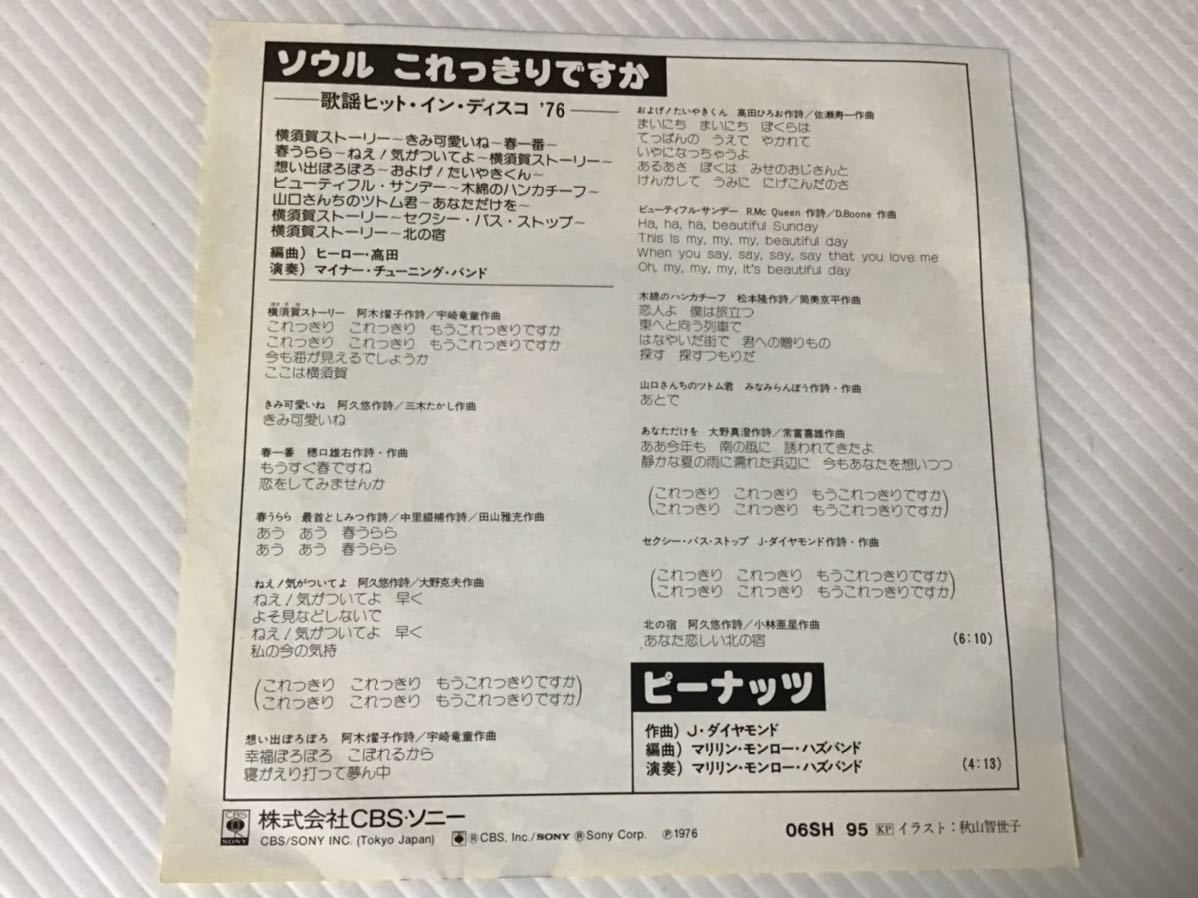 ソウル これっきりですか
歌謡ヒット・イン・ディスコ '76
横須賀ストーリー～きみ可愛いね～春一番～
春うらら～ねえ!気がついてよ～横須賀ストーリー～
想い出ぼろぼろ～およげ!たいやきくん～
ビューティフル・サンデー～木綿のハンカチーフ～
山口さんちのツトム君～あなただけを～
横須賀ストーリー～セクシー・バス・ストップ～
横須賀ストーリー～北の宿
編曲) ヒーロー・高田
演奏) マイナー・チューニング・バンド
横須賀ストーリー 阿木燿子作詩/宇崎竜童作曲
これっきり これっきり もうこれっきりですか
これっきり これっきり もうこれっきりですか
今も海が見えるでしようか
ここは横須賀
きみ可愛いね 阿久悠作詩/三木たかし作曲
きみ可愛いね
春一番 穂口雄右作詩・作曲
もうすぐ春ですね
恋をしてみませんか
春うらら 最首としみつ作詩/中里綴補作詩/田山雅充作曲
あう あう 春うらら
あう あう 春うらら
ねえ!気がついてよ 阿久悠作詩/大野克夫作曲
ねえ!気がついてよ 早く
よそ見などしないで
ねえ!気がついてよ 早く
私の今の気持
(これっきり これっきり もうこれっきりですか
これっきり これっきり もうこれっきりですか)
想い出ぼろぼろ 阿木燿子作詩/宇崎竜童作曲
幸福ぼろぼろ こぼれるから
寝がえり打って夢ん中
およげ!たいやきくん 高田ひろお作詩/佐瀬寿一作曲
まいにち まいにち ぼくらは
てっぱんの うえで やかれて
いやになっちゃうよ
あるあさ ぼくは みせのおじさんと
けんかして うみに にげこんだのさ
ビューティフル・サンデー R.Mc Queen 作詩/D.Boone 作曲
Ha, ha, ha, beautiful Sunday
This is my, my, my, beautiful day
When you say, say, say, say that you love me
Oh, my, my, my, it's beautiful day
木綿のハンカチーフ 松本隆作詩/筒美京平作曲
恋人よ 僕は旅立つ
東へと向う列車で
はなやいだ街で 君への贈りもの
探す 探すつもりだ
山口さんちのツトム君 みなみらんぼう作詩・作曲
あとで
あなただけを 大野真澄作詩/常富喜雄作曲
ああ今年も 南の風に 誘われてきたよ
静かな夏の雨に濡れた浜辺に 今もあなたを想いつつ
(これっきり これっきり もうこれっきりですか
これっきり これっきり もうこれっきりですか)
セクシー・バス・ストップ J・ダイヤモンド作詩・作曲
(これっきり これっきり もうこれっきりですか
これっきり これっきり もうこれっきりですか)
北の宿 阿久悠作詩/小林亜星作曲
あなた恋しい北の宿 (6:10)
ピーナッツ
作曲) J・ダイヤモンド
編曲) マリリン・モンロー・ハズバンド
演奏) マリリン・モンロー・ハズバンド (4:13)
CBS SONY 株式会社CBS・ソニー
CBS/SONY INC. (Tokyo Japan) ®CBS, Inc./SONY ®Sony Corp. Ⓟ1976
06SH 95 KP イラスト:秋山智世子